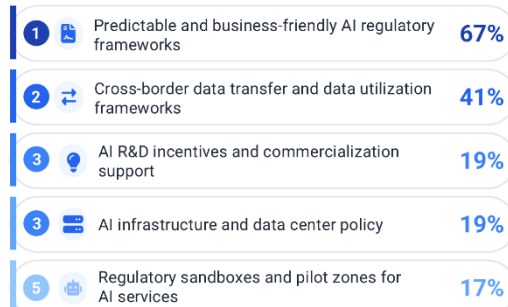 1
Predictable and business-friendly AI regulatory
frameworks
67%
2
Cross-border data transfer and data utilization
frameworks
41%
3
AI R&D incentives and commercialization
support
19%
3
AI infrastructure and data center policy
19%
5
Regulatory sandboxes and pilot zones for
AI services
17%